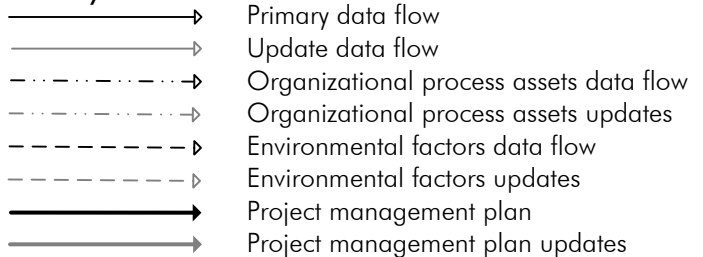 Primary data flow
Update data flow
Organizational process assets data flow
Organizational process assets updates
Environmental factors data flow
Environmental factors updates
Project management plan
Project management plan updates